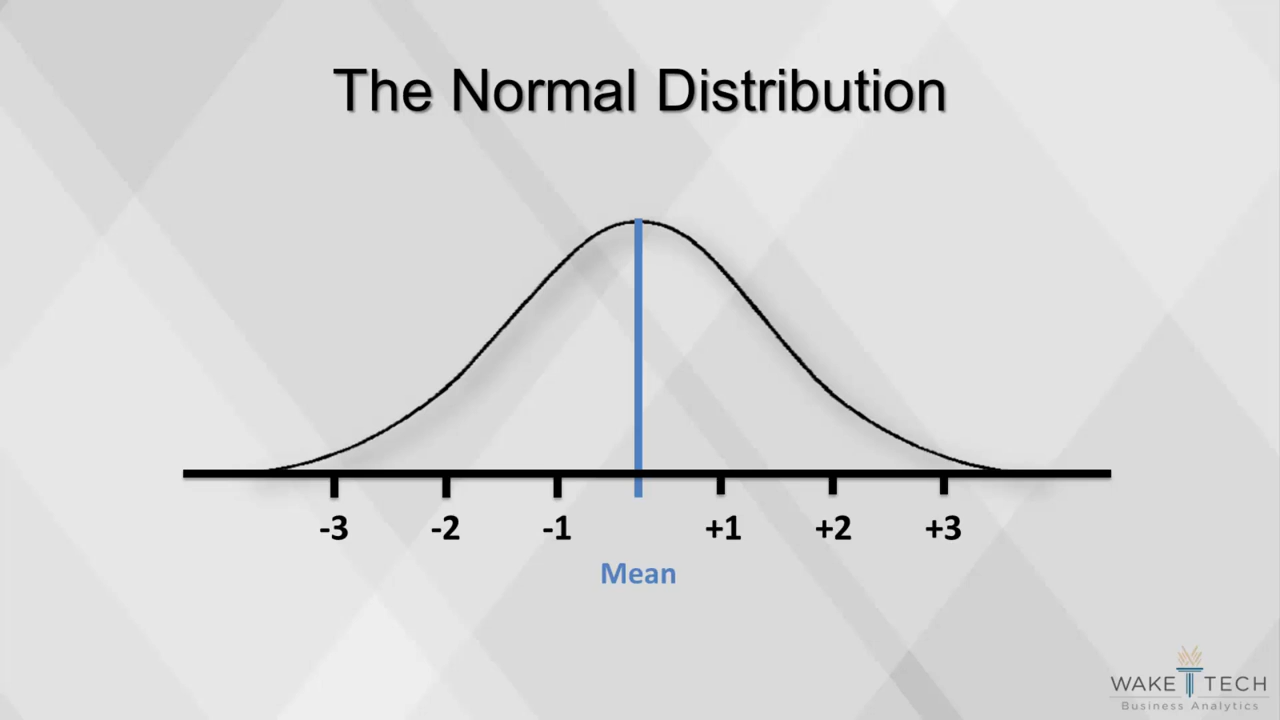 The Normal Distribution
-3 -2 -1 +1 +2 +3
Mean
WAKE TECH
Business Analytics